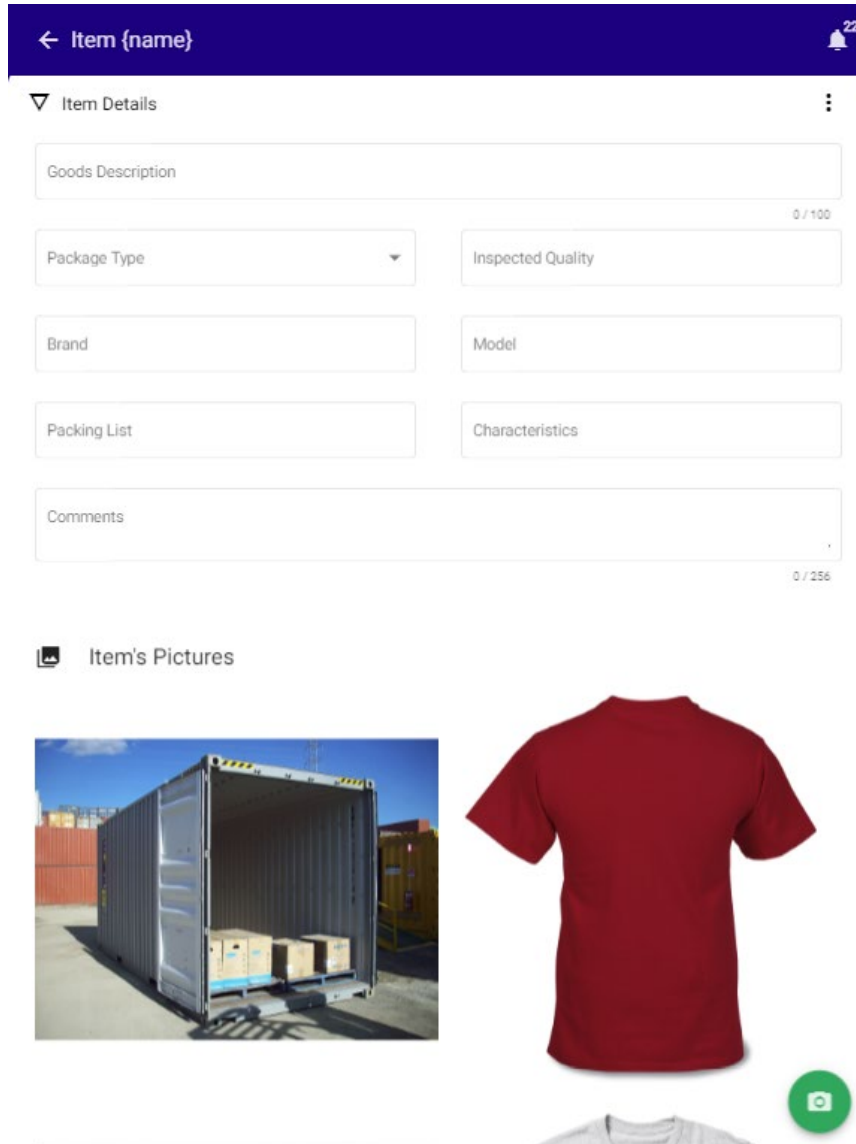 Item {name}
22
Item Details
Goods Description
0 / 100
Package Type
Inspected Quality
Brand
Model
Packing List
Characteristics
Comments
0 / 256
Item's Pictures